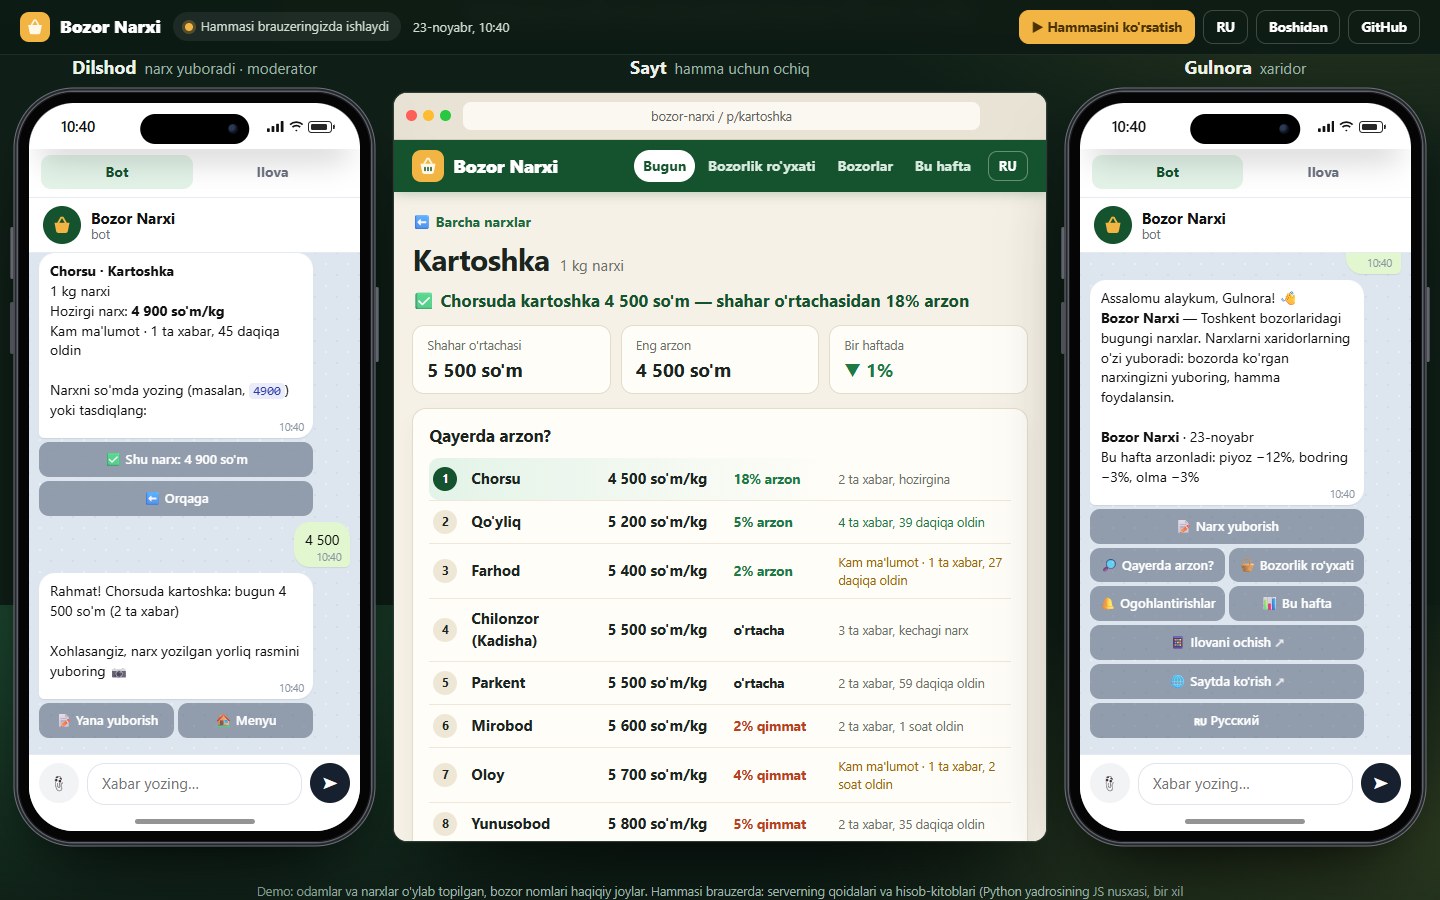 Bozor Narxi
Hammasi brauzeringizda ishlaydi
23-noyabr, 10:40
▶ Hammasini ko'rsatish
RU
Boshidan
GitHub
Dilshod narx yuboradi · moderator
10:40
Bot
Ilova
Bozor Narxi
bot
Chorsu · Kartoshka
1 kg narxi
Hozirgi narx: 4 900 so'm/kg
Kam ma'lumot · 1 ta xabar, 45 daqiqa
oldin
Narxni so'mda yozing (masalan, 4900 )
yoki tasdiqlang:
10:40
✅ Shu narx: 4 900 so'm
⬅️ Orqaga
4 500
10:40
Rahmat! Chorsuda kartoshka: bugun 4
500 so'm (2 ta xabar)
Xohlasangiz, narx yozilgan yorliq rasmini
yuboring 📷
10:40
📝 Yana yuborish
🏠 Menyu
Xabar yozing...
Sayt hamma uchun ochiq
bozor-narxi / p/kartoshka
Bozor Narxi
Bugun
Bozorlik ro'yxati
Bozorlar
Bu hafta
RU
⬅️ Barcha narxlar
Kartoshka 1 kg narxi
✅ Chorsuda kartoshka 4 500 so'm — shahar o'rtachasidan 18% arzon
Shahar o'rtachasi
5 500 so'm
Eng arzon
4 500 so'm
Bir haftada
▼ 1%
Qayerda arzon?
1 Chorsu 4 500 so'm/kg 18% arzon 2 ta xabar, hozirgina
2 Qo'yliq 5 200 so'm/kg 5% arzon 4 ta xabar, 39 daqiqa oldin
3 Farhod 5 400 so'm/kg 2% arzon Kam ma'lumot · 1 ta xabar, 27
daqiqa oldin
4 Chilonzor
(Kadisha) 5 500 so'm/kg o'rtacha 3 ta xabar, kechagi narx
5 Parkent 5 500 so'm/kg o'rtacha 2 ta xabar, 59 daqiqa oldin
6 Mirobod 5 600 so'm/kg 2% qimmat 2 ta xabar, 1 soat oldin
7 Oloy 5 700 so'm/kg 4% qimmat Kam ma'lumot · 1 ta xabar, 2
soat oldin
8 Yunusobod 5 800 so'm/kg 5% qimmat 2 ta xabar, 35 daqiqa oldin
Gulnora xaridor
10:40
Bot
Ilova
Bozor Narxi
bot
10:40
Assalomu alaykum, Gulnora! 👋
Bozor Narxi — Toshkent bozorlaridagi
bugungi narxlar. Narxlarni xaridorlarning
o'zi yuboradi: bozorda ko'rgan
narxingizni yuboring, hamma
foydalansin.
Bozor Narxi · 23-noyabr
Bu hafta arzonladi: piyoz −12%, bodring
−3%, olma −3%
10:40
📝 Narx yuborish
🔎 Qayerda arzon?
🧺 Bozorlik ro'yxati
🔔 Ogohlantirishlar
📊 Bu hafta
📱 Ilovani ochish ↗
🌐 Saytda ko'rish ↗
RU Русский
Xabar yozing...
Demo: odamlar va narxlar o'ylab topilgan, bozor nomlari haqiqiy joylar. Hammasi brauzerda: serverning qoidalari va hisob-kitoblari (Python yadrosining JS nusxasi, bir xil